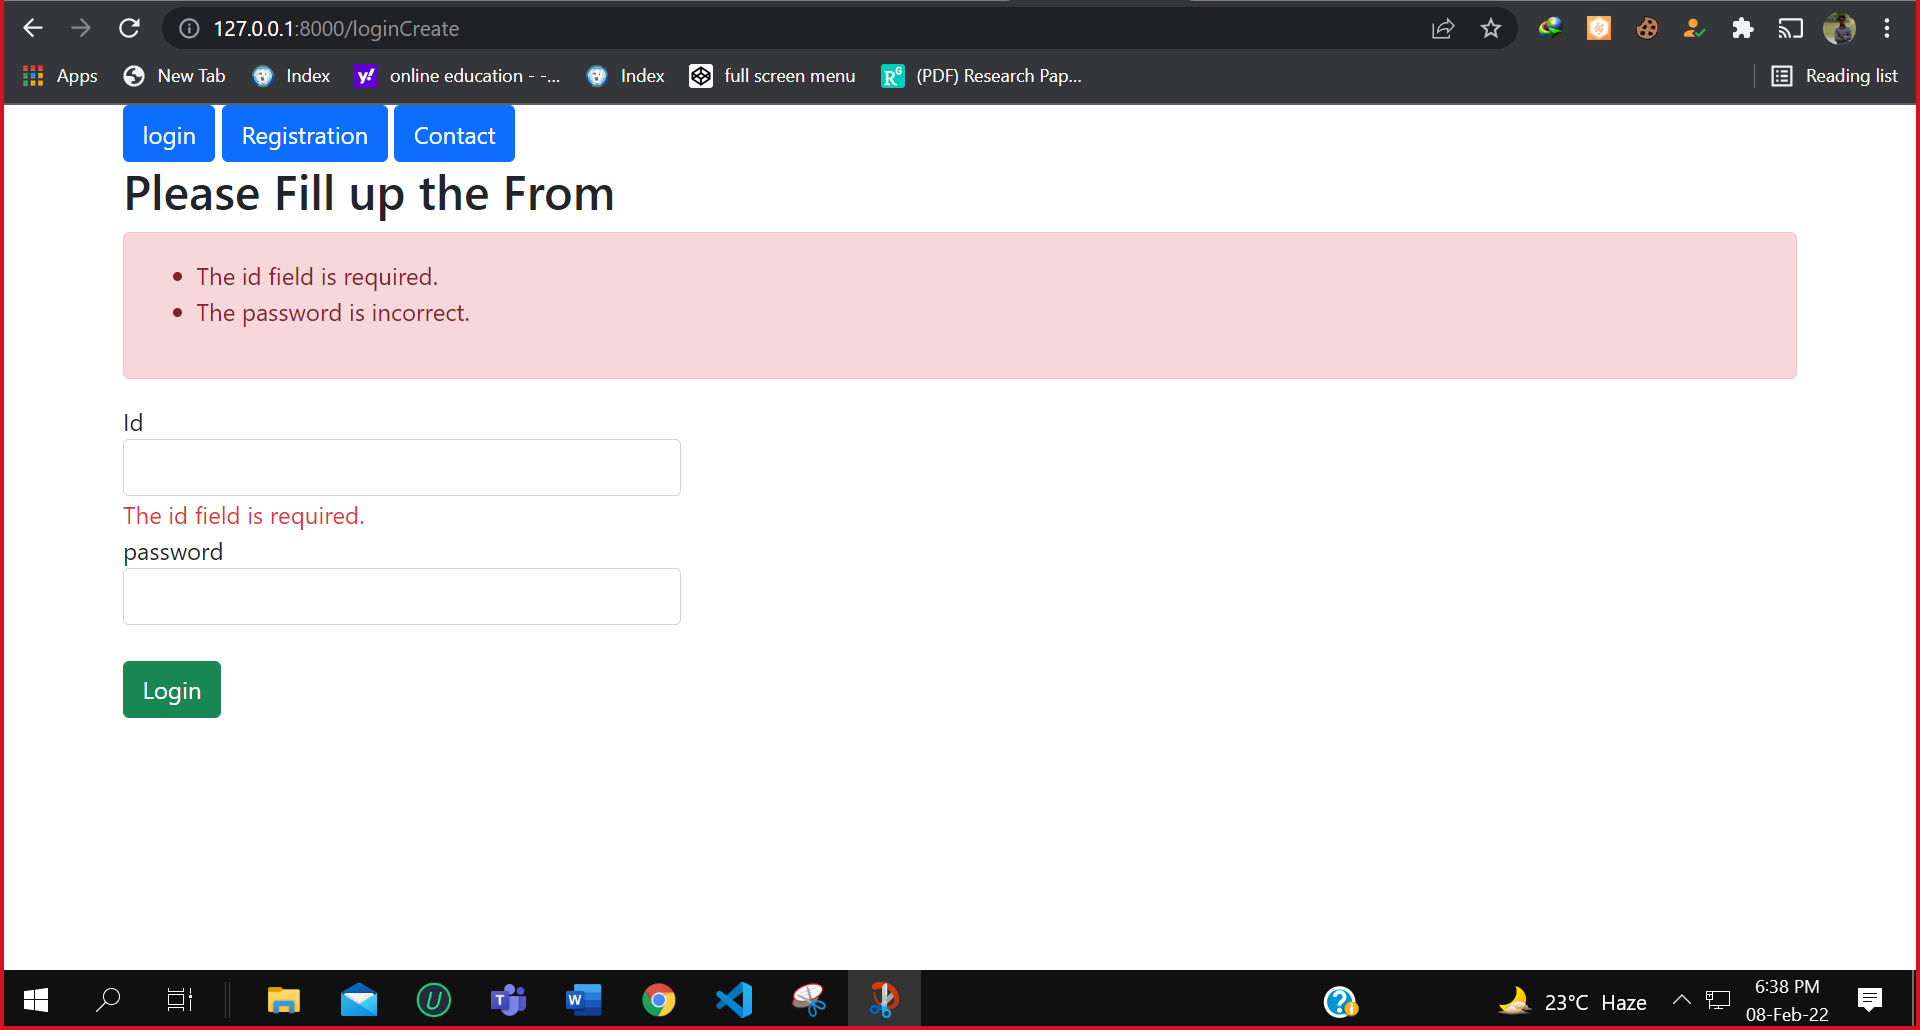 127.0.0.1:8000/loginCreate
Apps New Tab Index online education - -... Index full screen menu (PDF) Research Pap... Reading list
login Registration Contact
Please Fill up the From
The id field is required.
The password is incorrect.
Id
The id field is required.
password
Login
23°C Haze
6:38 PM
08-Feb-22